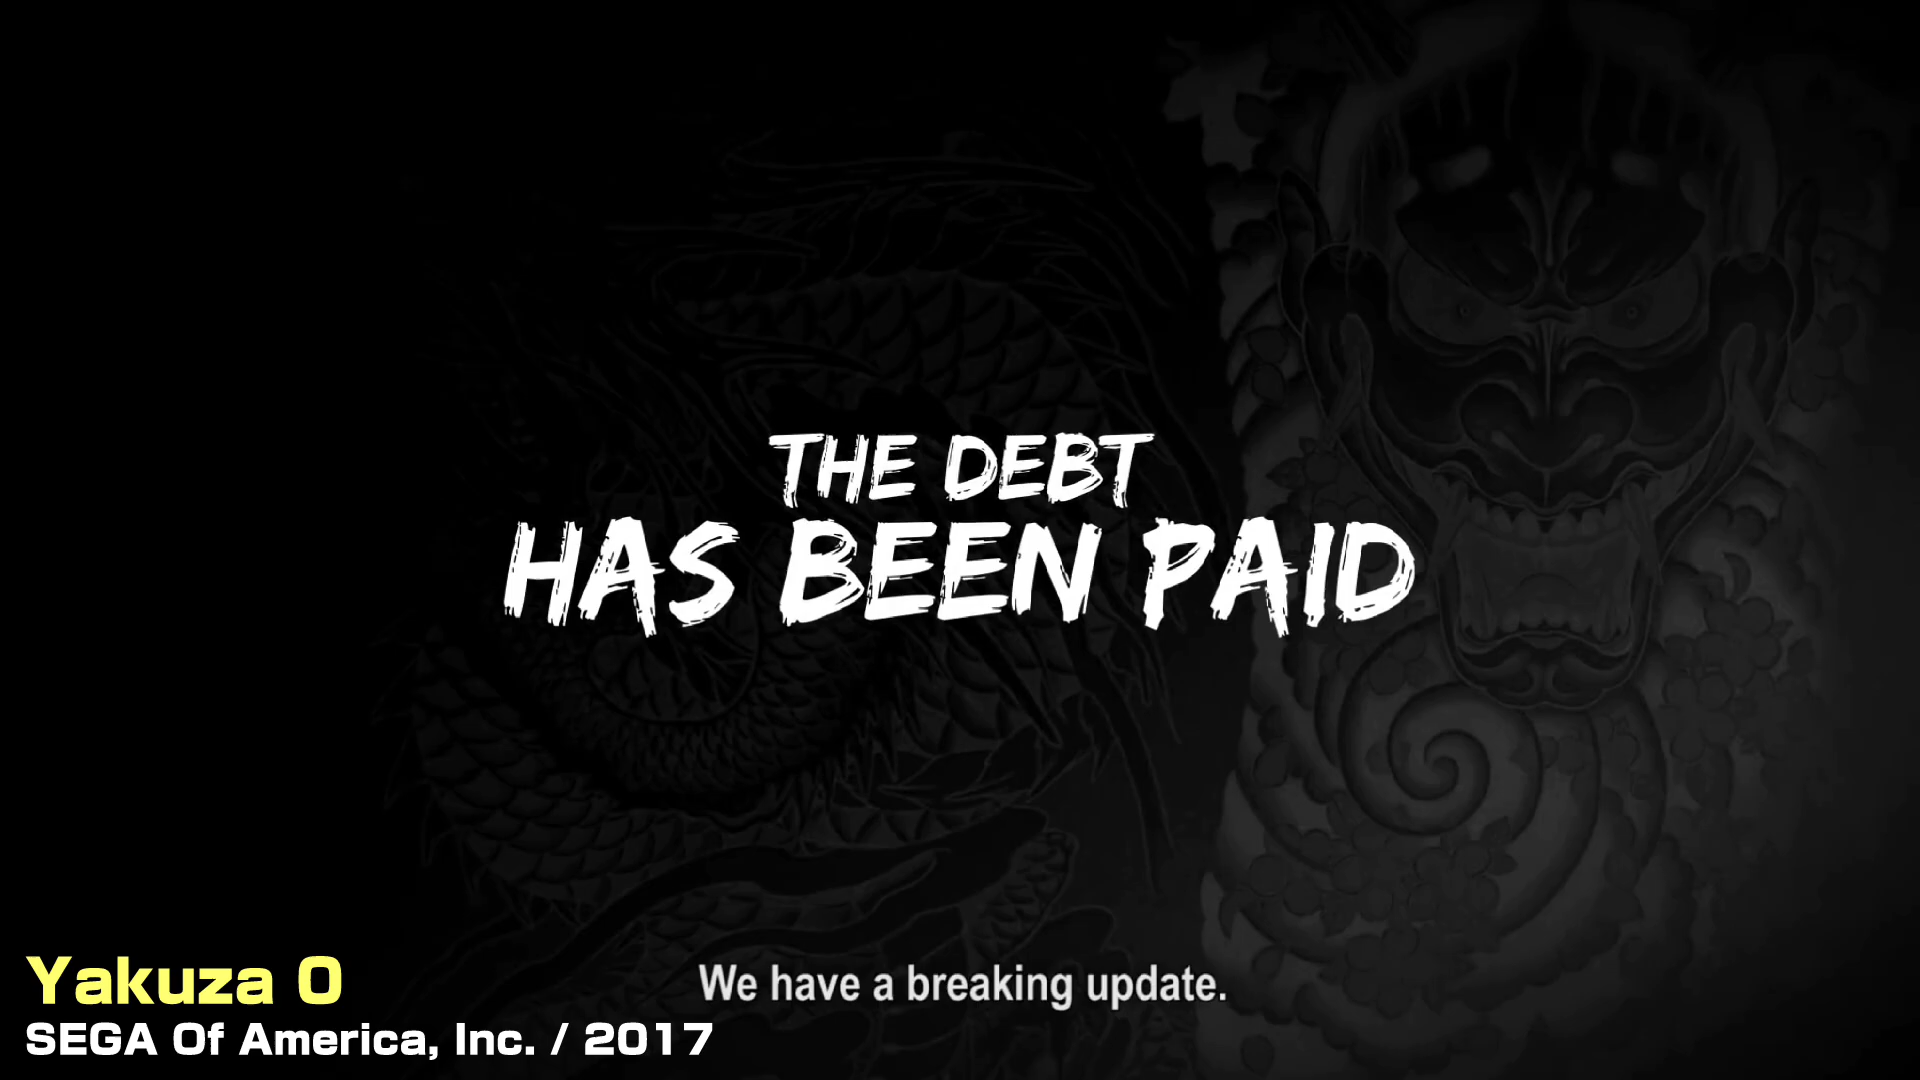 THE DEBT
HAS BEEN PAID
We have a breaking update.
Yakuza 0
SEGA Of America, Inc. / 2017